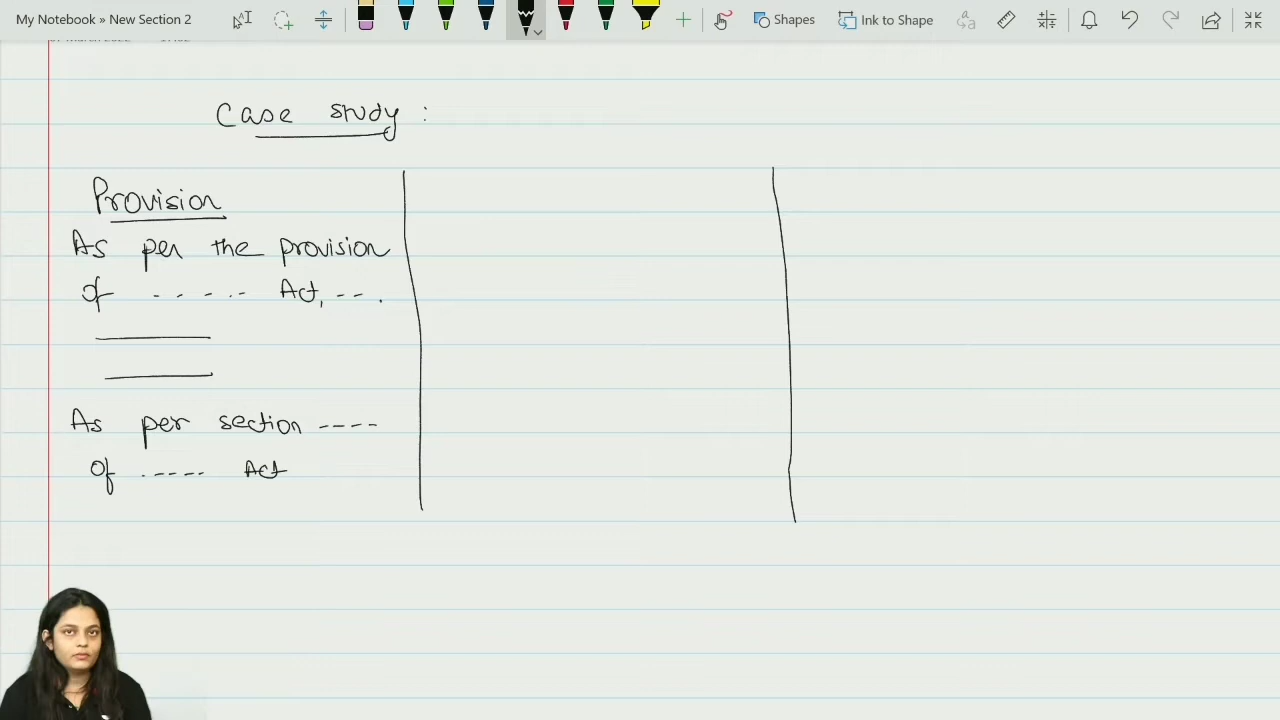 My Notebook » New Section 2
Shapes
Ink to Shape
Case study :
Provision
As per the provision
of ------ Act, -- .
As per section ----
of ----- Act